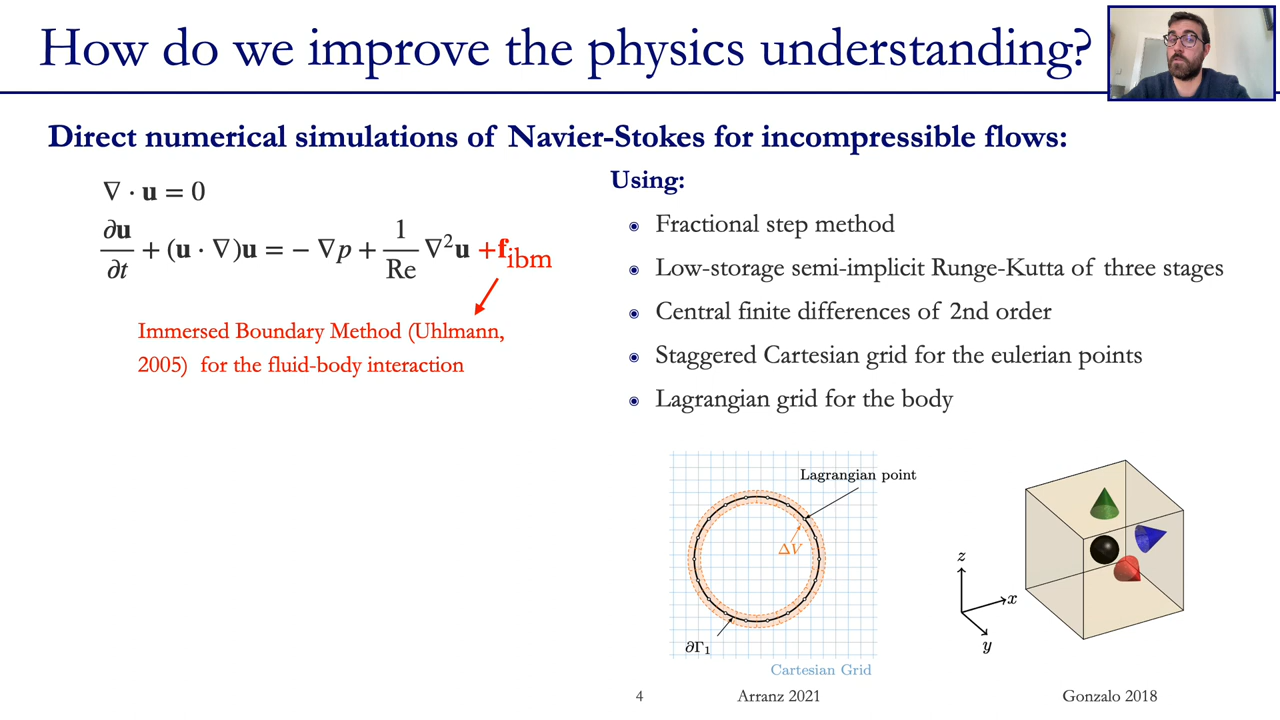 How do we improve the physics understanding?
Direct numerical simulations of Navier-Stokes for incompressible flows:
∇ · u = 0
∂u/∂t + (u · ∇)u = − ∇p + 1/Re ∇²u +f_ibm
Immersed Boundary Method (Uhlmann,
2005) for the fluid-body interaction
Using:
Fractional step method
Low-storage semi-implicit Runge-Kutta of three stages
Central finite differences of 2nd order
Staggered Cartesian grid for the eulerian points
Lagrangian grid for the body
Lagrangian point
ΔV
∂Γ₁
Cartesian Grid
z
x
y
4
Arranz 2021
Gonzalo 2018